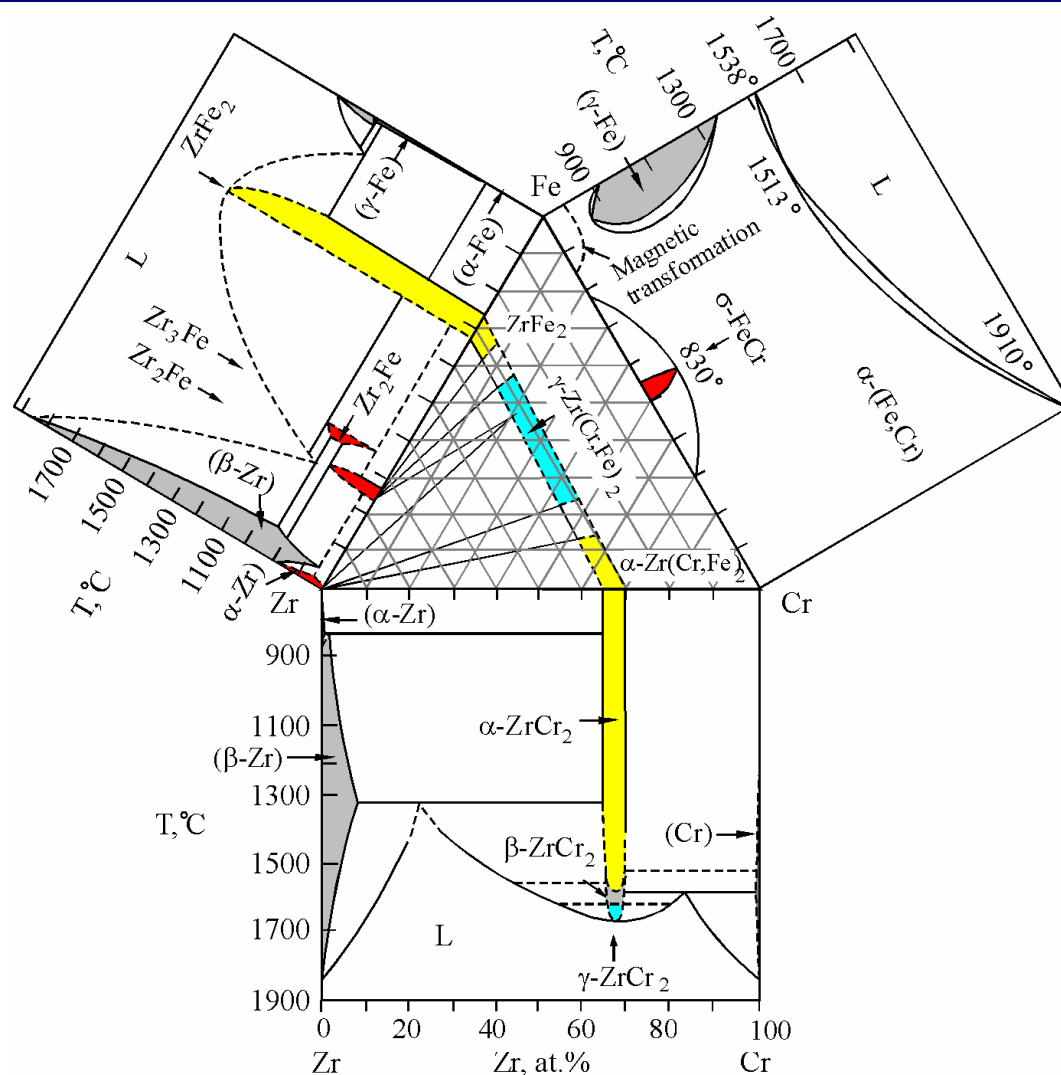 T,°C
1700
1538°
1300
(γ-Fe)
900
Fe
L
1513°
Magnetic
transformation
σ-FeCr
830°
1910°
α-(Fe,Cr)
ZrFe₂
(γ-Fe)
(α-Fe)
L
Zr₃Fe
Zr₂Fe
Zr₂Fe
(β-Zr)
1700
1500
1300
1100
T,°C
α-Zr)
ZrFe₂
γ-Zr(Cr,Fe)₂
α-Zr(Cr,Fe)₂
Zr
Cr
(α-Zr)
900
1100
α-ZrCr₂
(β-Zr)
1300
T,°C
(Cr)
β-ZrCr₂
1500
1700
L
γ-ZrCr₂
1900
0 20 40 60 80 100
Zr Zr, at.% Cr